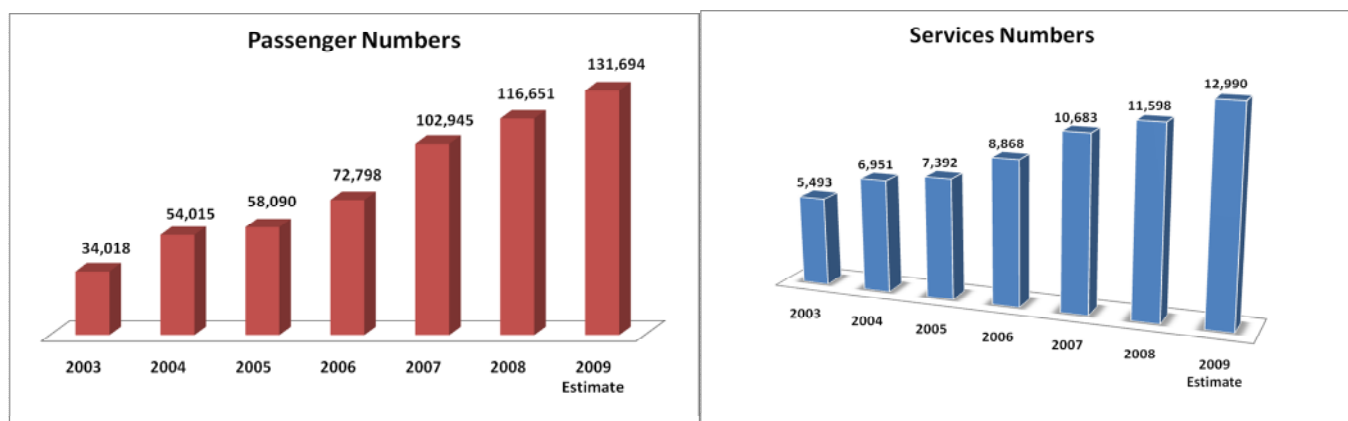 Passenger Numbers
34,018
54,015
58,090
72,798
102,945
116,651
131,694
2003 2004 2005 2006 2007 2008 2009
Estimate
Services Numbers
5,493
6,951
7,392
8,868
10,683
11,598
12,990
2003 2004 2005 2006 2007 2008 2009
Estimate